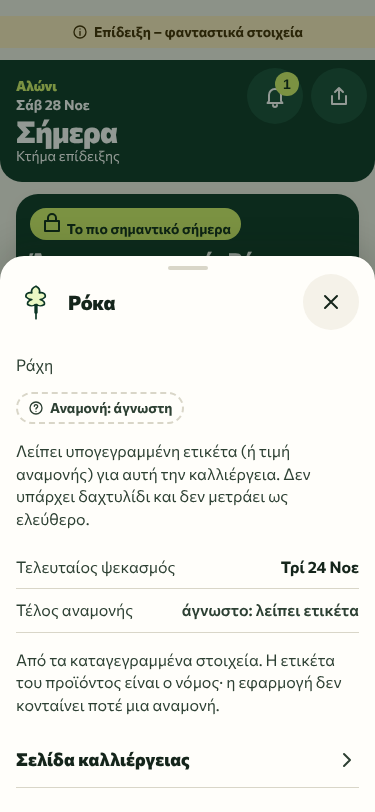 Επίδειξη – φανταστικά στοιχεία
Αλώνι
Σάβ 28 Νοε
1
Σήμερα
Κτήμα επίδειξης
Το πιο σημαντικό σήμερα
Ρόκα
Ράχη
Αναμονή: άγνωστη
Λείπει υπογεγραμμένη ετικέτα (ή τιμή
αναμονής) για αυτή την καλλιέργεια. Δεν
υπάρχει δαχτυλίδι και δεν μετράει ως
ελεύθερο.
Τελευταίος ψεκασμός Τρί 24 Νοε
Τέλος αναμονής άγνωστο: λείπει ετικέτα
Από τα καταγεγραμμένα στοιχεία. Η ετικέτα
του προϊόντος είναι ο νόμος· η εφαρμογή δεν
κονταίνει ποτέ μια αναμονή.
Σελίδα καλλιέργειας